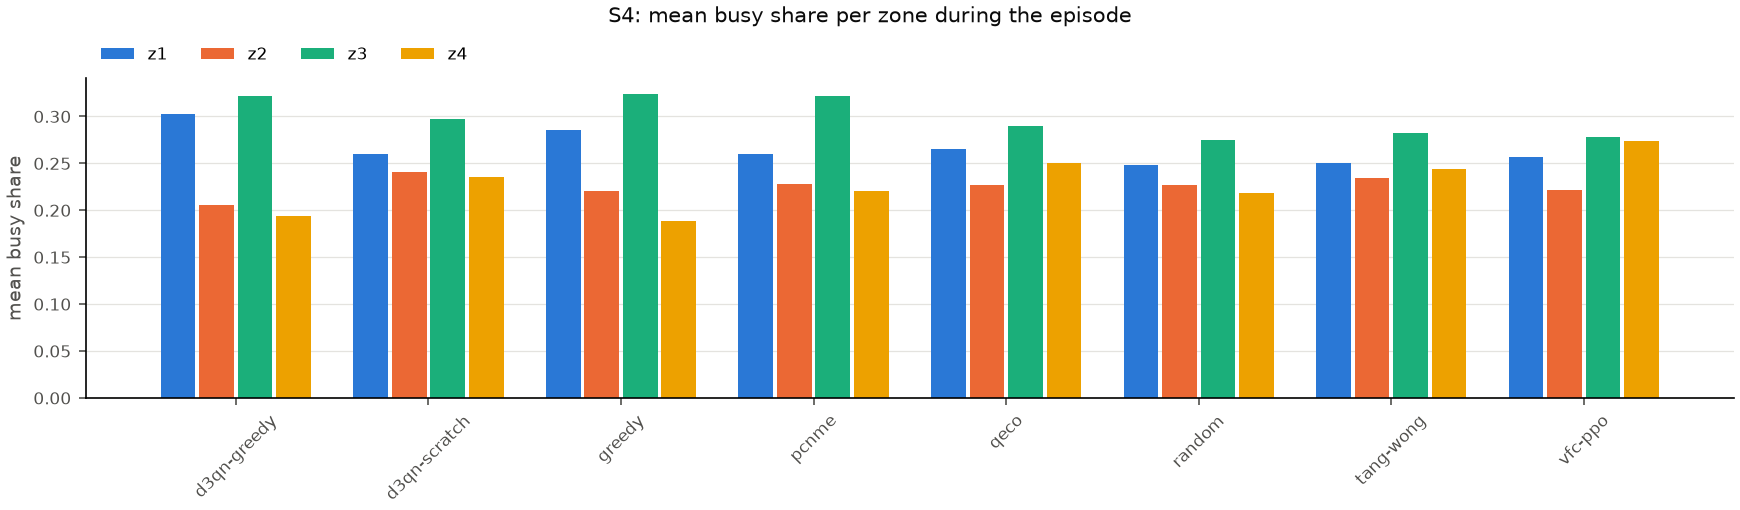 S4: mean busy share per zone during the episode
z1 z2 z3 z4
mean busy share
0.30
0.25
0.20
0.15
0.10
0.05
0.00
d3qn-greedy d3qn-scratch greedy pcnme qeco random tang-wong vfc-ppo